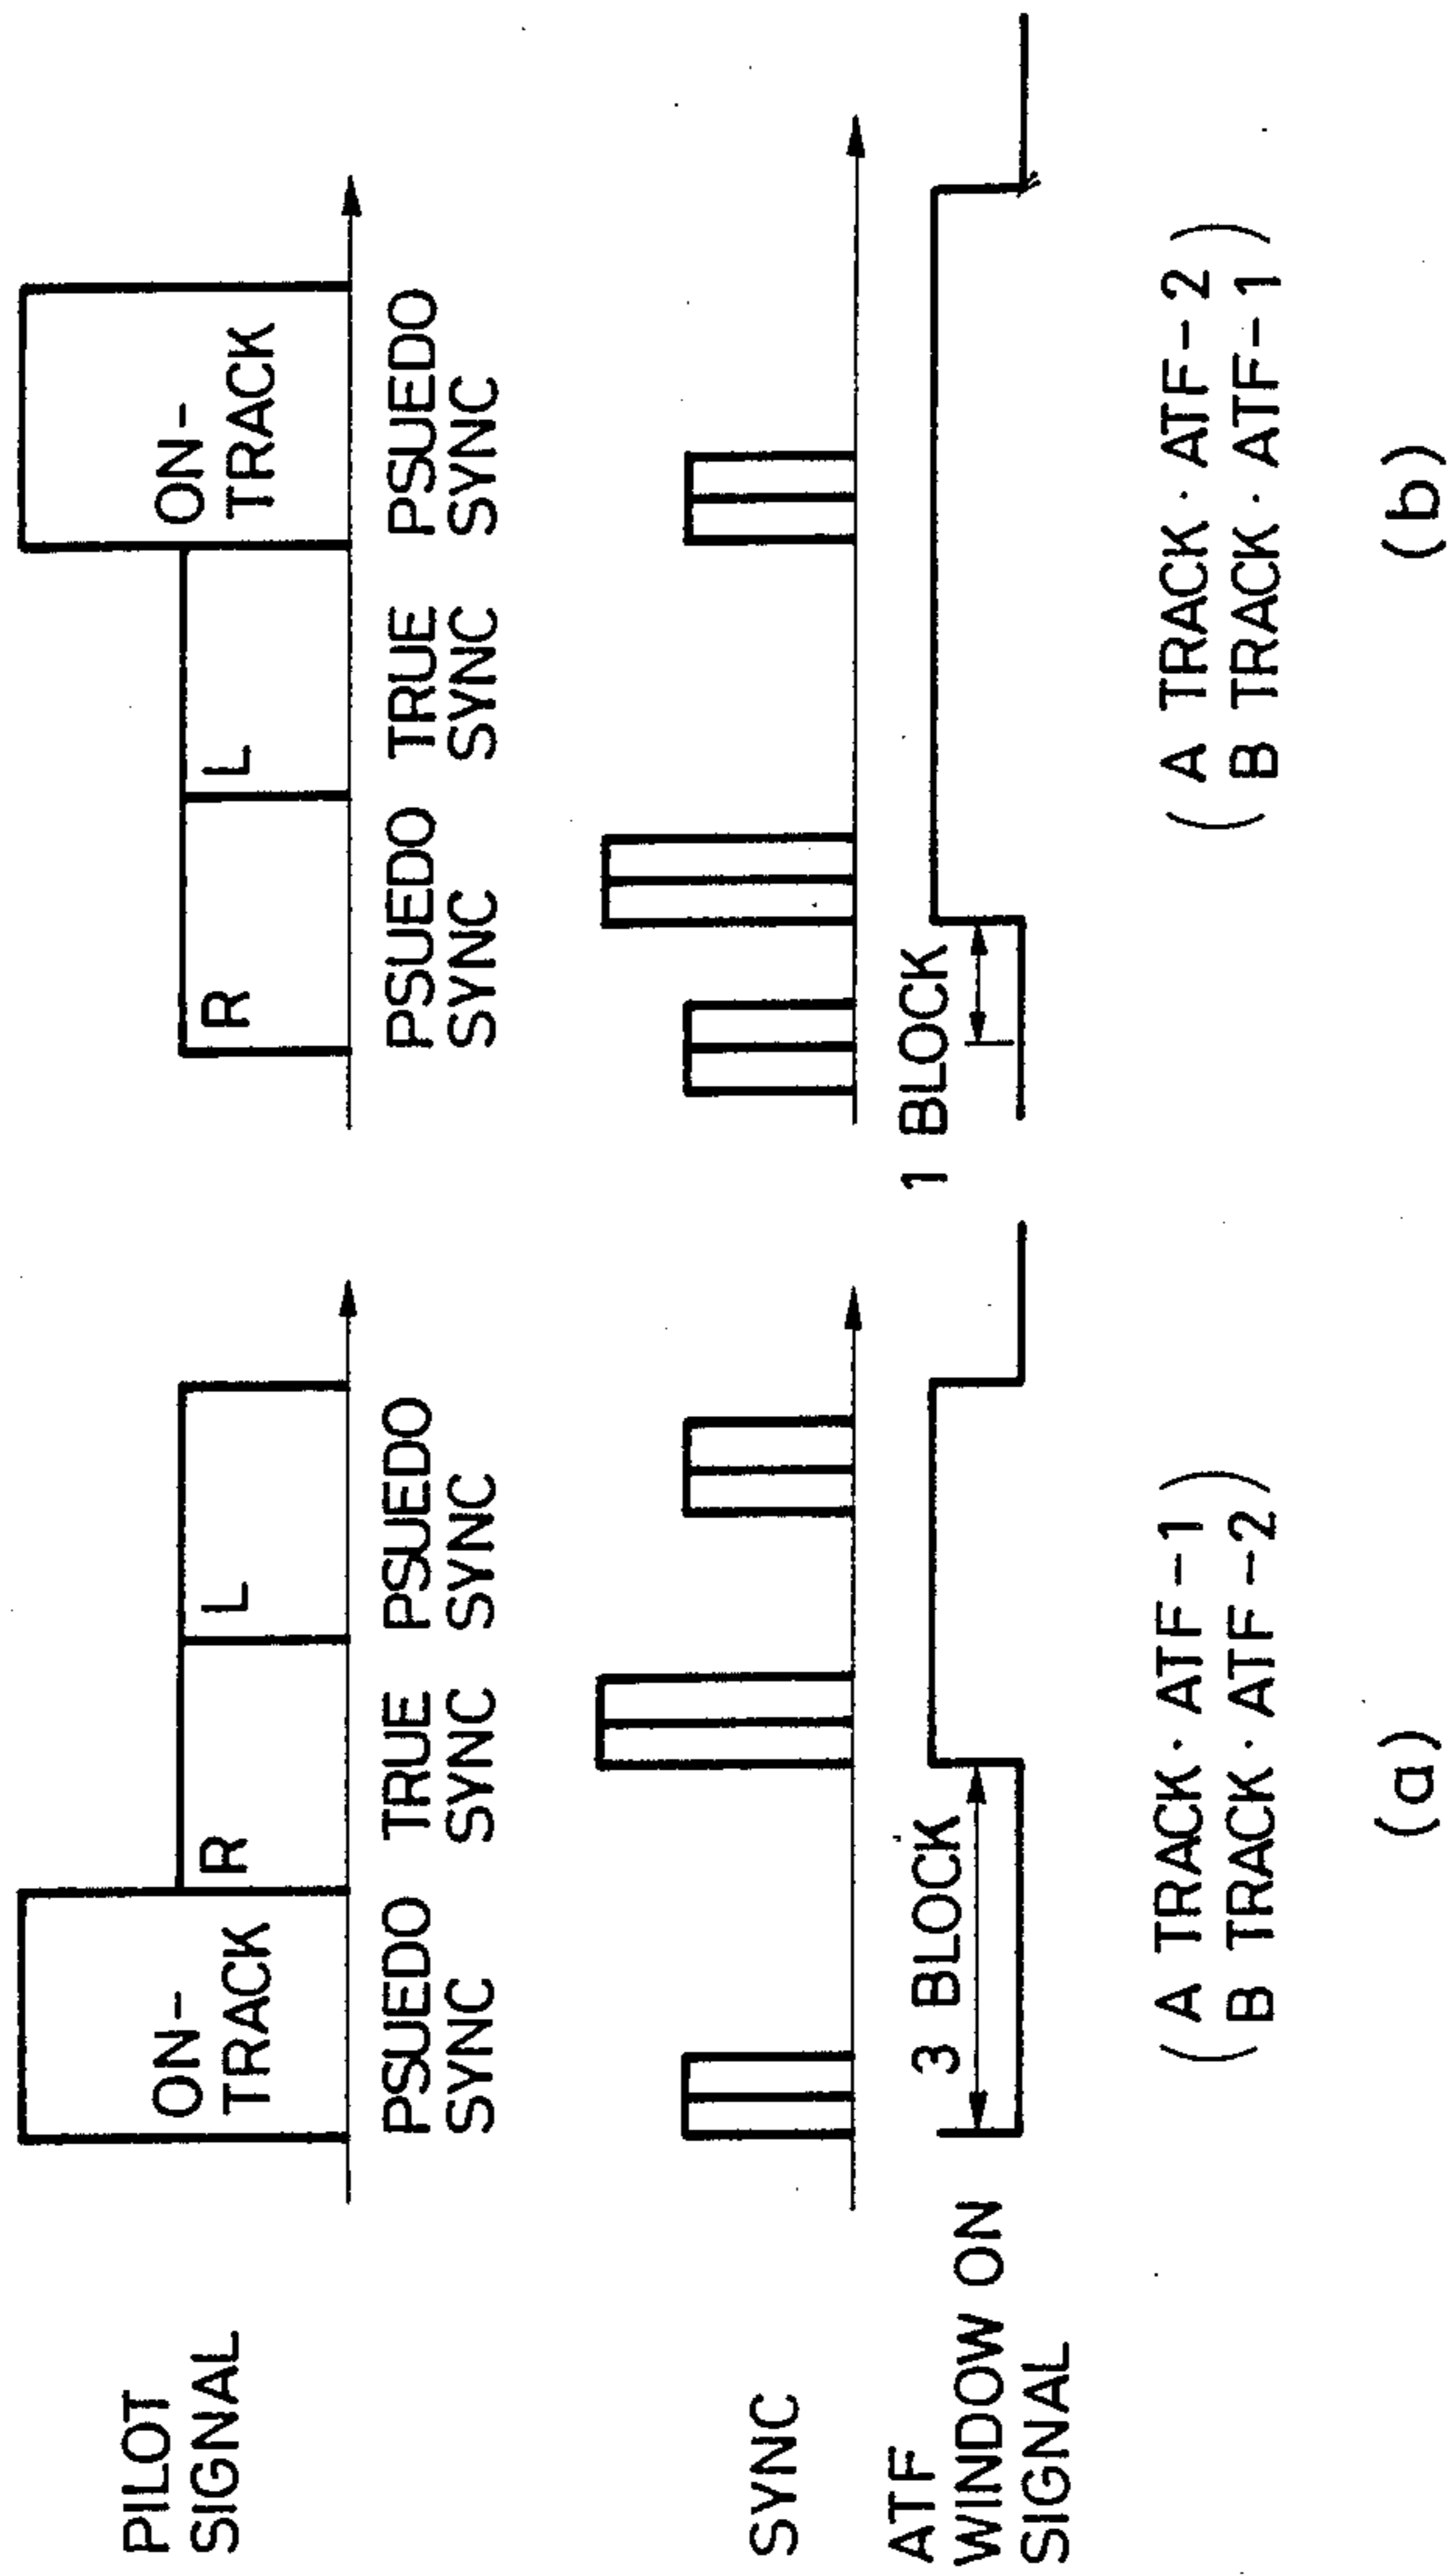 PILOT
SIGNAL
ON-
TRACK
R
L
PSUEDO
SYNC
TRUE
SYNC
PSUEDO
SYNC
SYNC
ATF
WINDOW ON
SIGNAL
3 BLOCK
( A TRACK · ATF-1 )
( B TRACK · ATF-2 )
(a)
R
L
ON-
TRACK
PSUEDO
SYNC
TRUE
SYNC
PSUEDO
SYNC
1 BLOCK
( A TRACK · ATF-2 )
( B TRACK · ATF-1 )
(b)